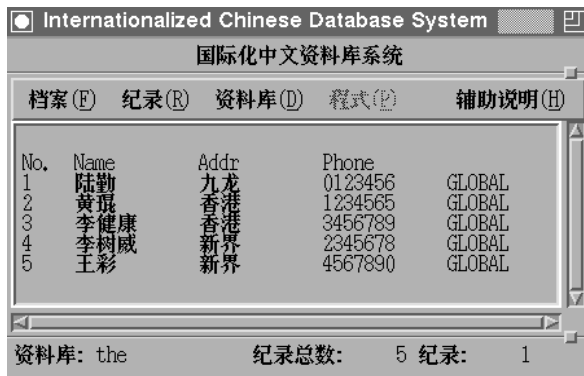 Internationalized Chinese Database System
国际化中文资料库系统
档案(F) 纪录(R) 资料库(D) 程式(P) 辅助说明(H)
No. Name Addr Phone
1 陆勤 九龙 0123456 GLOBAL
2 黄琨 香港 1234565 GLOBAL
3 李健康 香港 3456789 GLOBAL
4 李树威 新界 2345678 GLOBAL
5 王彩 新界 4567890 GLOBAL
资料库: the 纪录总数: 5 纪录: 1